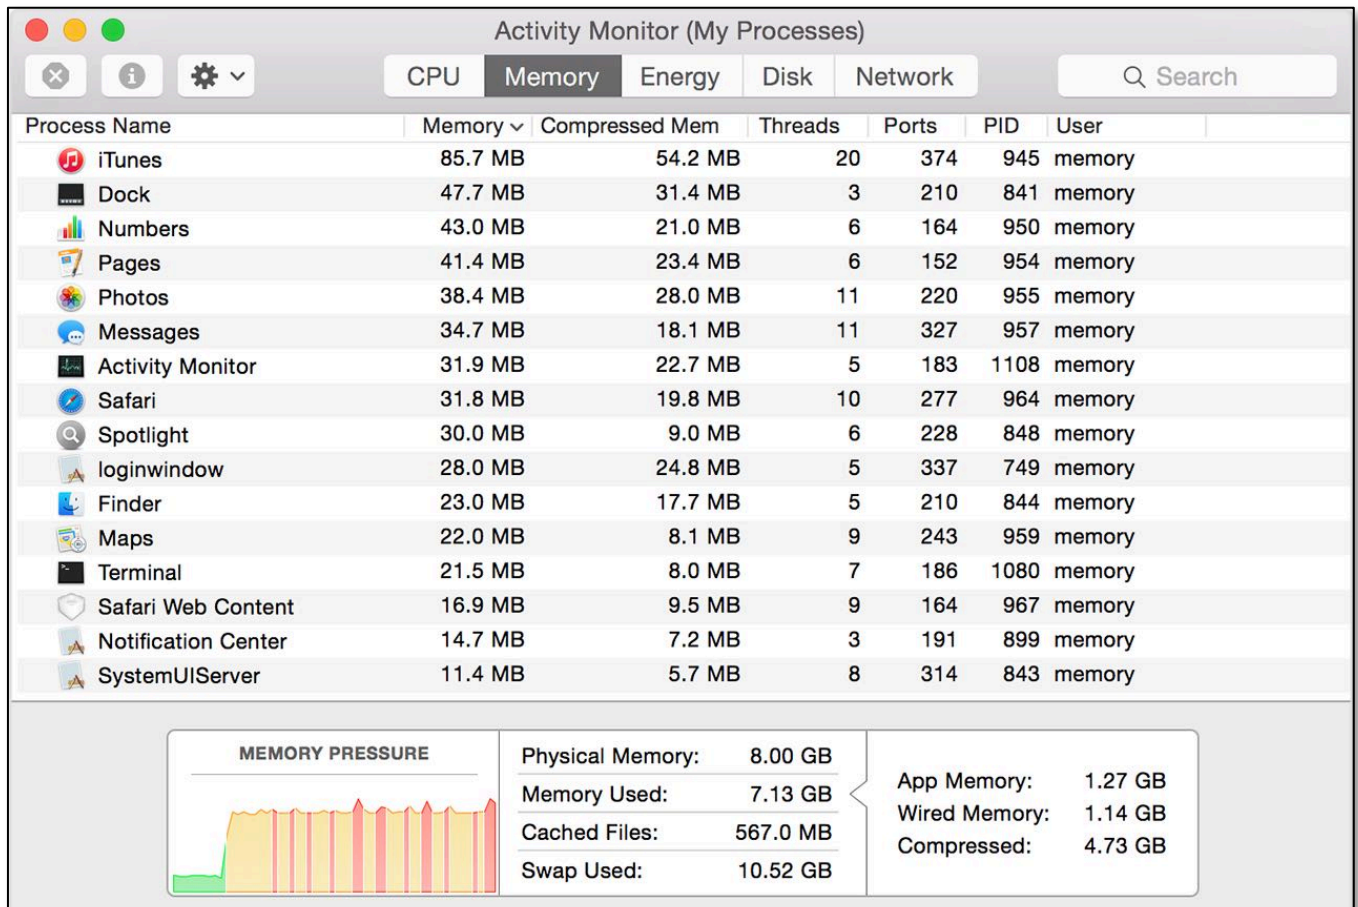 Activity Monitor (My Processes)
CPU Memory Energy Disk Network Search
Process Name Memory Compressed Mem Threads Ports PID User
iTunes 85.7 MB 54.2 MB 20 374 945 memory
Dock 47.7 MB 31.4 MB 3 210 841 memory
Numbers 43.0 MB 21.0 MB 6 164 950 memory
Pages 41.4 MB 23.4 MB 6 152 954 memory
Photos 38.4 MB 28.0 MB 11 220 955 memory
Messages 34.7 MB 18.1 MB 11 327 957 memory
Activity Monitor 31.9 MB 22.7 MB 5 183 1108 memory
Safari 31.8 MB 19.8 MB 10 277 964 memory
Spotlight 30.0 MB 9.0 MB 6 228 848 memory
loginwindow 28.0 MB 24.8 MB 5 337 749 memory
Finder 23.0 MB 17.7 MB 5 210 844 memory
Maps 22.0 MB 8.1 MB 9 243 959 memory
Terminal 21.5 MB 8.0 MB 7 186 1080 memory
Safari Web Content 16.9 MB 9.5 MB 9 164 967 memory
Notification Center 14.7 MB 7.2 MB 3 191 899 memory
SystemUIServer 11.4 MB 5.7 MB 8 314 843 memory
MEMORY PRESSURE
Physical Memory: 8.00 GB
Memory Used: 7.13 GB
Cached Files: 567.0 MB
Swap Used: 10.52 GB
App Memory: 1.27 GB
Wired Memory: 1.14 GB
Compressed: 4.73 GB